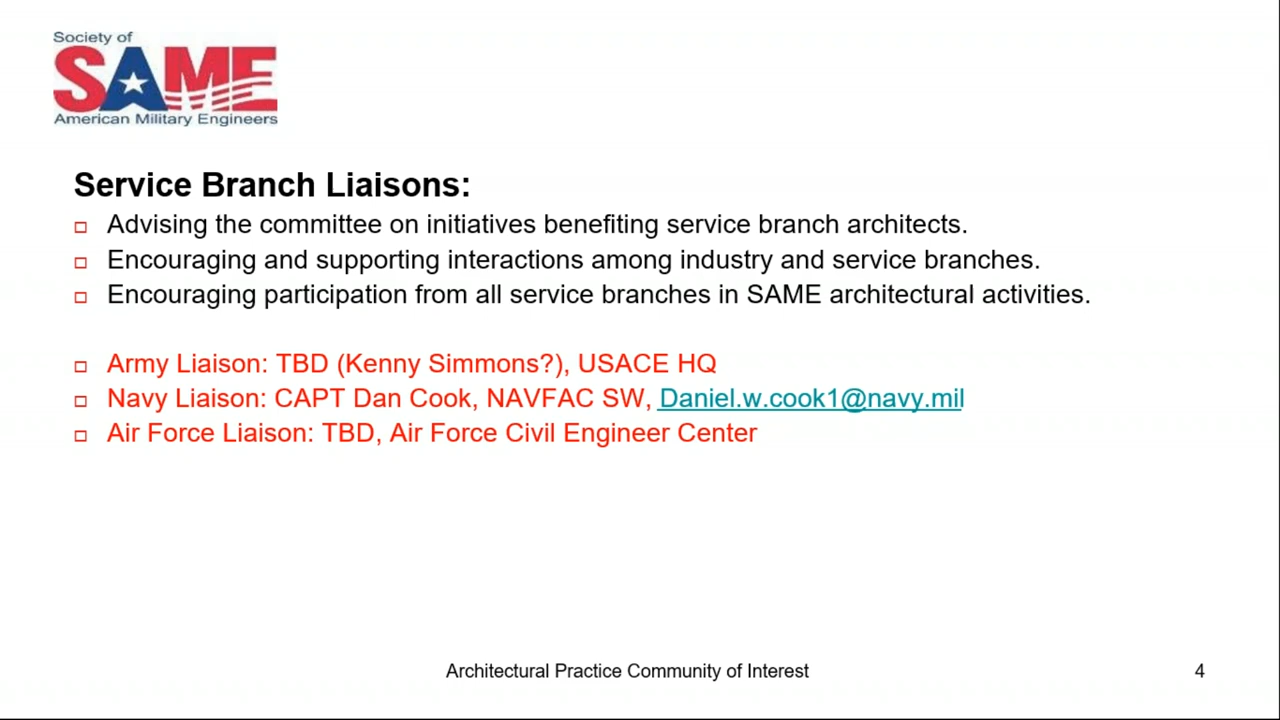 Society of
SAME
American Military Engineers
Service Branch Liaisons:
Advising the committee on initiatives benefiting service branch architects.
Encouraging and supporting interactions among industry and service branches.
Encouraging participation from all service branches in SAME architectural activities.
Army Liaison: TBD (Kenny Simmons?), USACE HQ
Navy Liaison: CAPT Dan Cook, NAVFAC SW, Daniel.w.cook1@navy.mil
Air Force Liaison: TBD, Air Force Civil Engineer Center
Architectural Practice Community of Interest
4